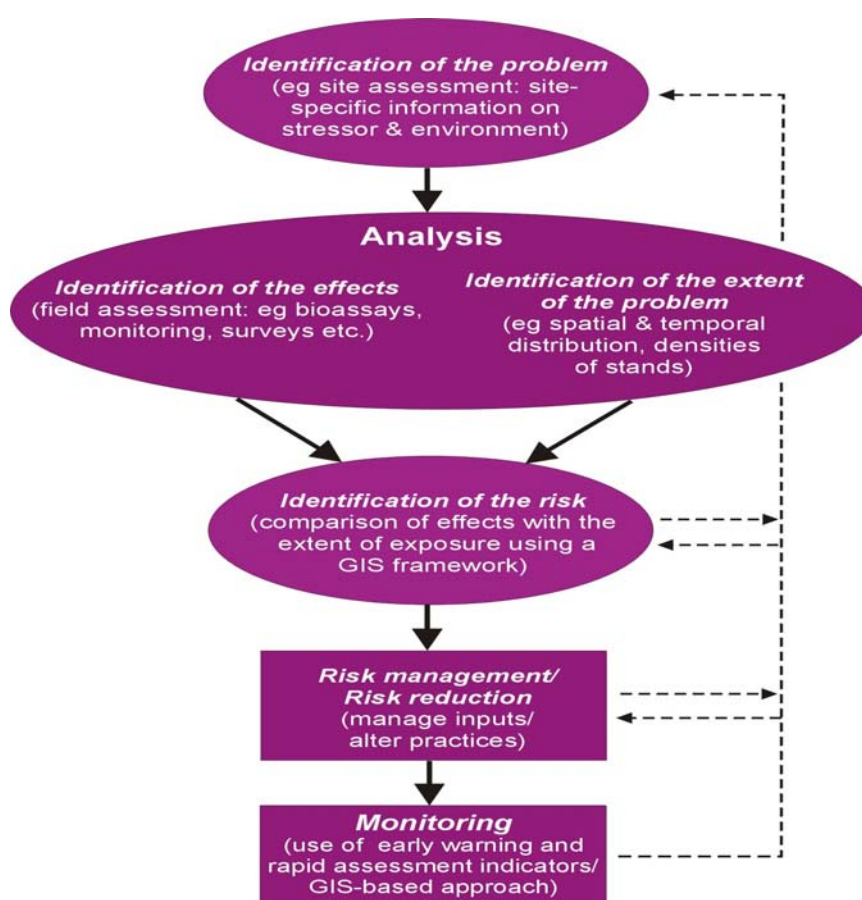 Identification of the problem
(eg site assessment: site-
specific information on
stressor & environment)
Analysis
Identification of the effects
(field assessment: eg bioassays,
monitoring, surveys etc.)
Identification of the extent
of the problem
(eg spatial & temporal
distribution, densities
of stands)
Identification of the risk
(comparison of effects with the
extent of exposure using a
GIS framework)
Risk management/
Risk reduction
(manage inputs/
alter practices)
Monitoring
(use of early warning and
rapid assessment indicators/
GIS-based approach)